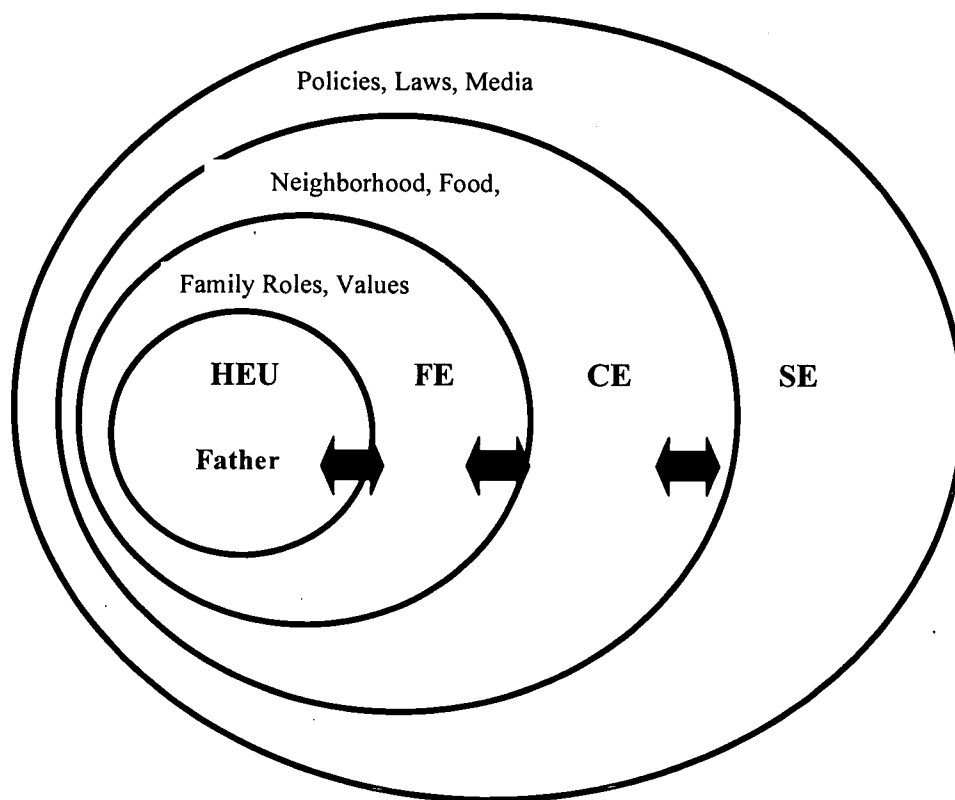 Policies, Laws, Media
Neighborhood, Food,
Family Roles, Values
HEU FE CE SE
Father